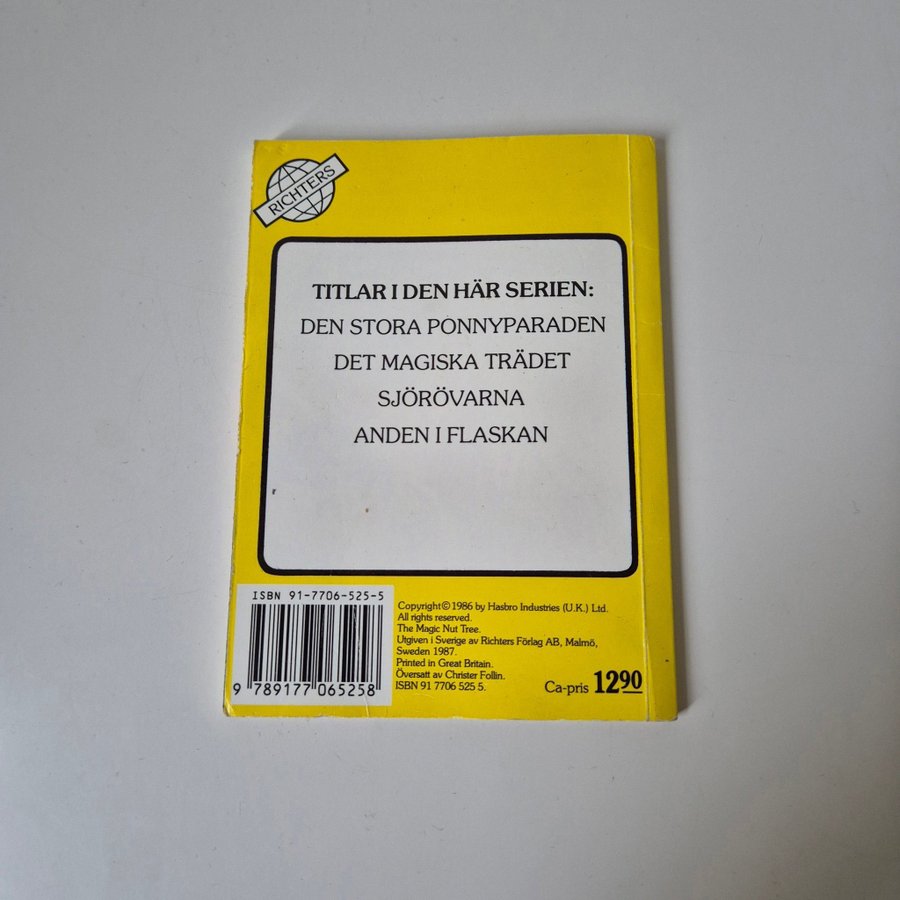 RICHTERS
TITLAR I DEN HÄR SERIEN:
DEN STORA PONNYPARADEN
DET MAGISKA TRÄDET
SJÖRÖVARNA
ANDEN I FLASKAN
ISBN 91-7706-525-5
9 789177 065258
Copyright © 1986 by Hasbro Industries (U.K.) Ltd.
All rights reserved.
The Magic Nut Tree.
Utgiven i Sverige av Richters Förlag AB, Malmö,
Sweden 1987.
Printed in Great Britain.
Översatt av Christer Follin.
ISBN 91 7706 525 5.
Ca-pris 1290